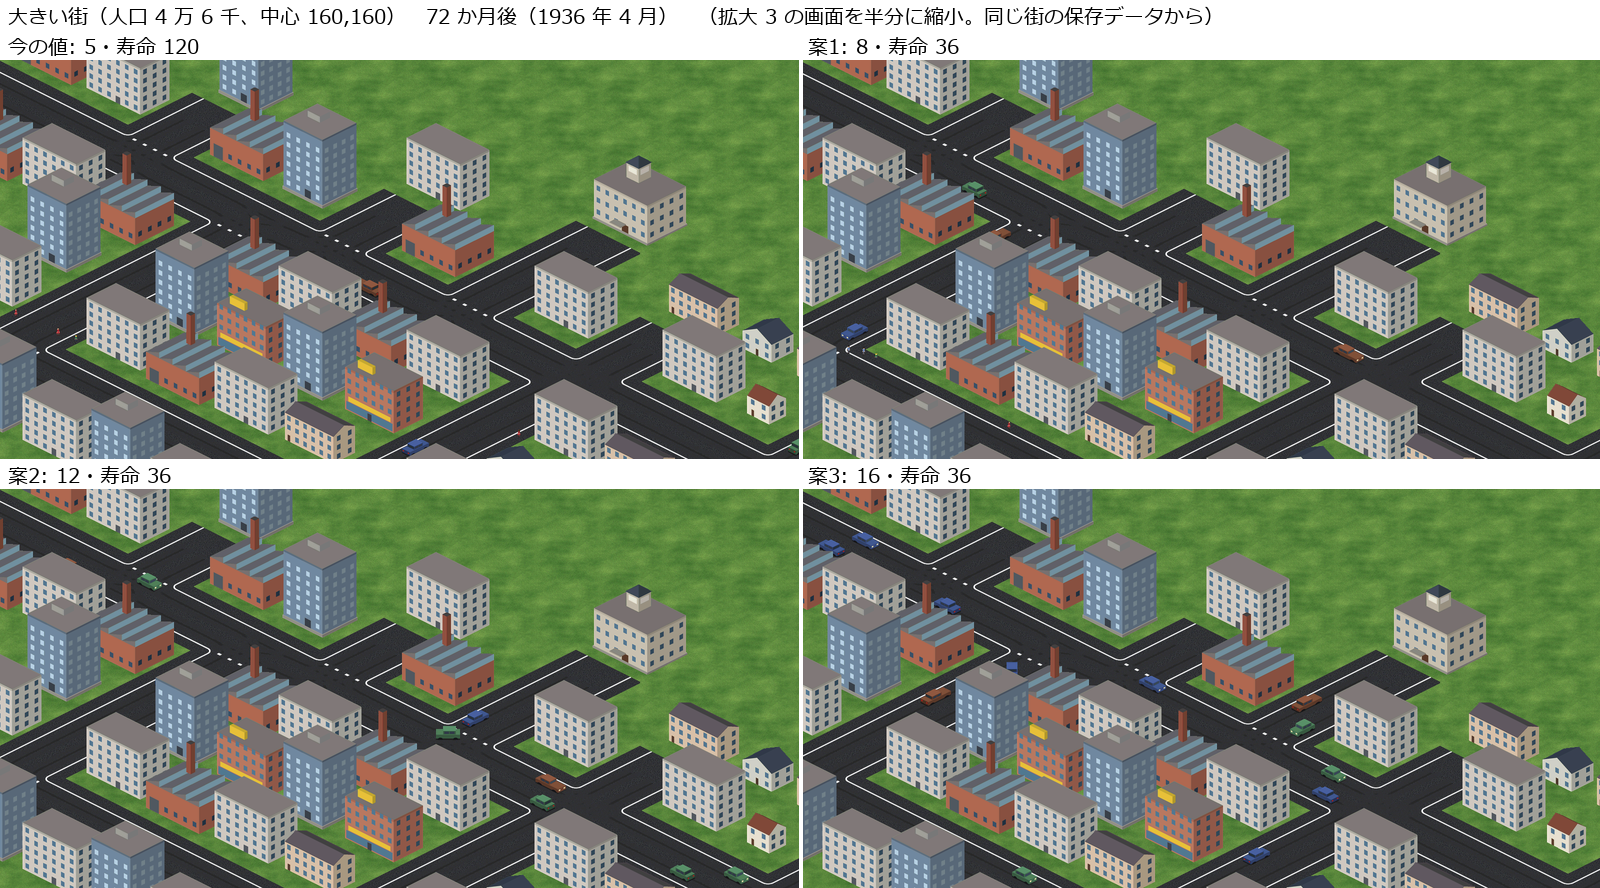 大きい街（人口 4 万 6 千、中心 160,160） 72 か月後（1936 年 4 月） （拡大 3 の画面を半分に縮小。同じ街の保存データから）
今の値: 5・寿命 120
案1: 8・寿命 36
案2: 12・寿命 36
案3: 16・寿命 36